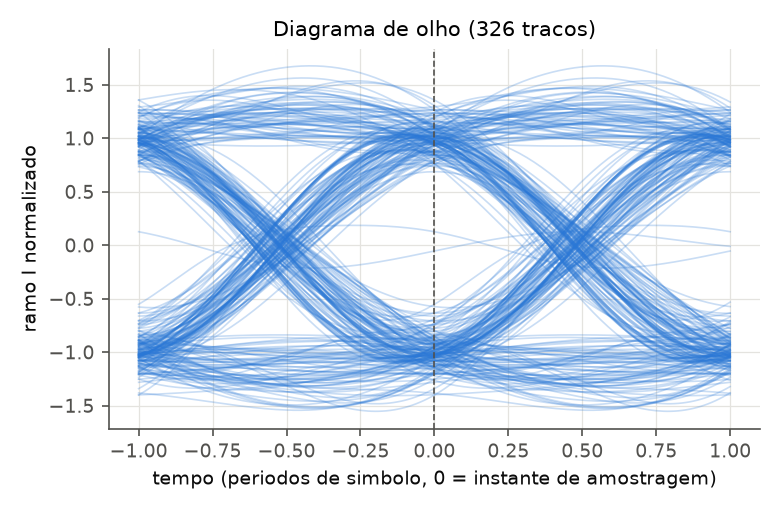 Diagrama de olho (326 tracos)
ramo I normalizado
1.5
1.0
0.5
0.0
−0.5
−1.0
−1.5
−1.00 −0.75 −0.50 −0.25 0.00 0.25 0.50 0.75 1.00
tempo (periodos de simbolo, 0 = instante de amostragem)